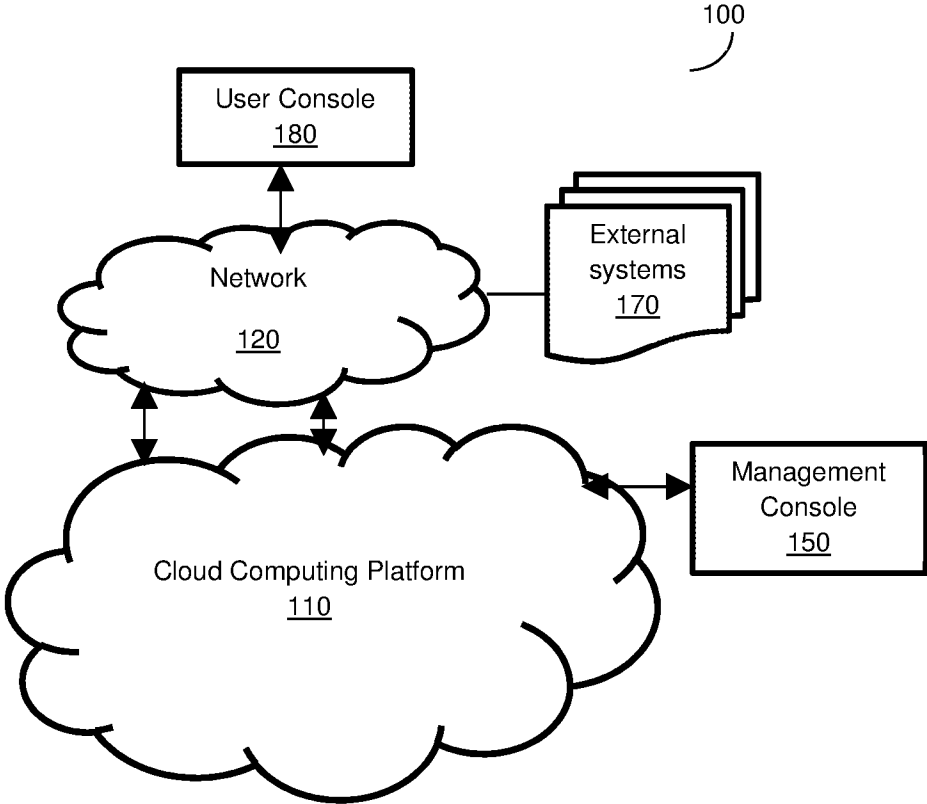 100
User Console
180
External
systems
170
Network
120
Management
Console
150
Cloud Computing Platform
110